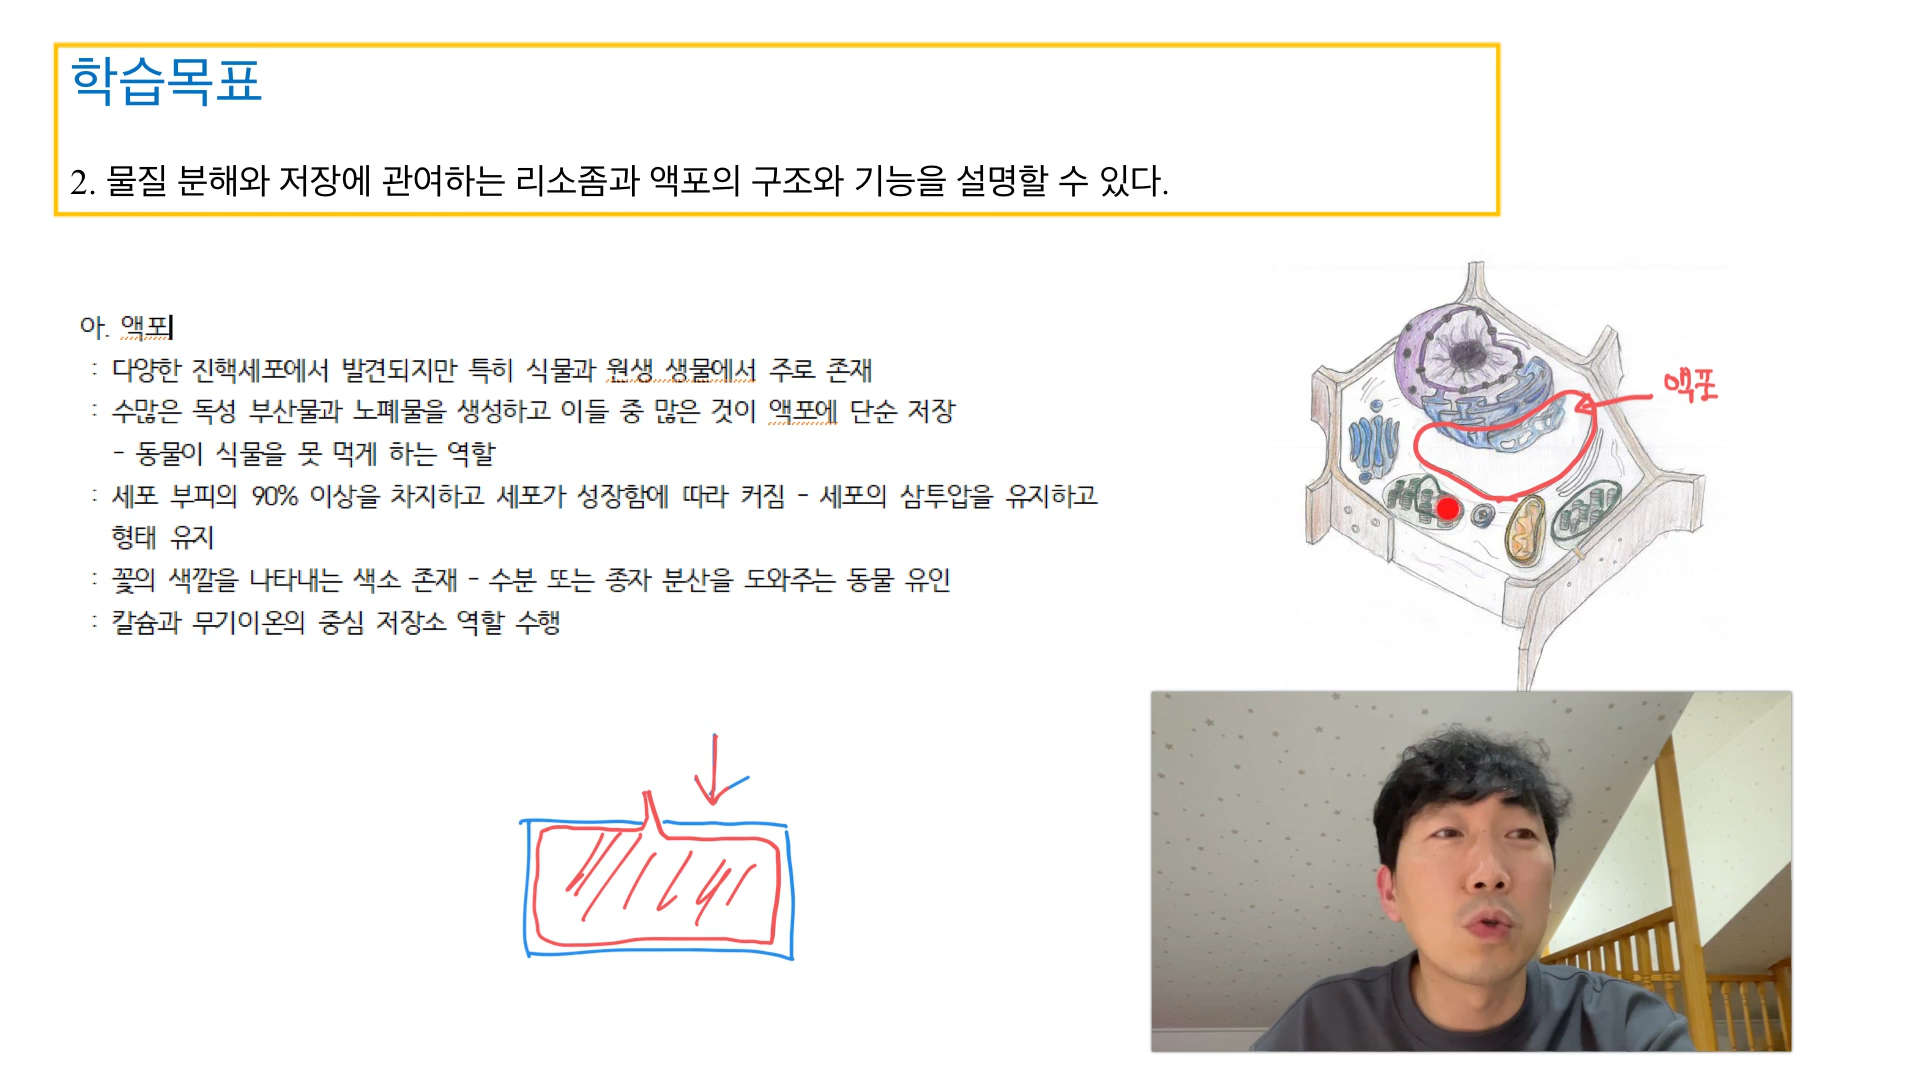 학습목표
2. 물질 분해와 저장에 관여하는 리소좀과 액포의 구조와 기능을 설명할 수 있다.
아. 액포
: 다양한 진핵세포에서 발견되지만 특히 식물과 원생 생물에서 주로 존재
: 수많은 독성 부산물과 노폐물을 생성하고 이들 중 많은 것이 액포에 단순 저장
- 동물이 식물을 못 먹게 하는 역할
: 세포 부피의 90% 이상을 차지하고 세포가 성장함에 따라 커짐 - 세포의 삼투압을 유지하고
형태 유지
: 꽃의 색깔을 나타내는 색소 존재 - 수분 또는 종자 분산을 도와주는 동물 유인
: 칼슘과 무기이온의 중심 저장소 역할 수행
액포